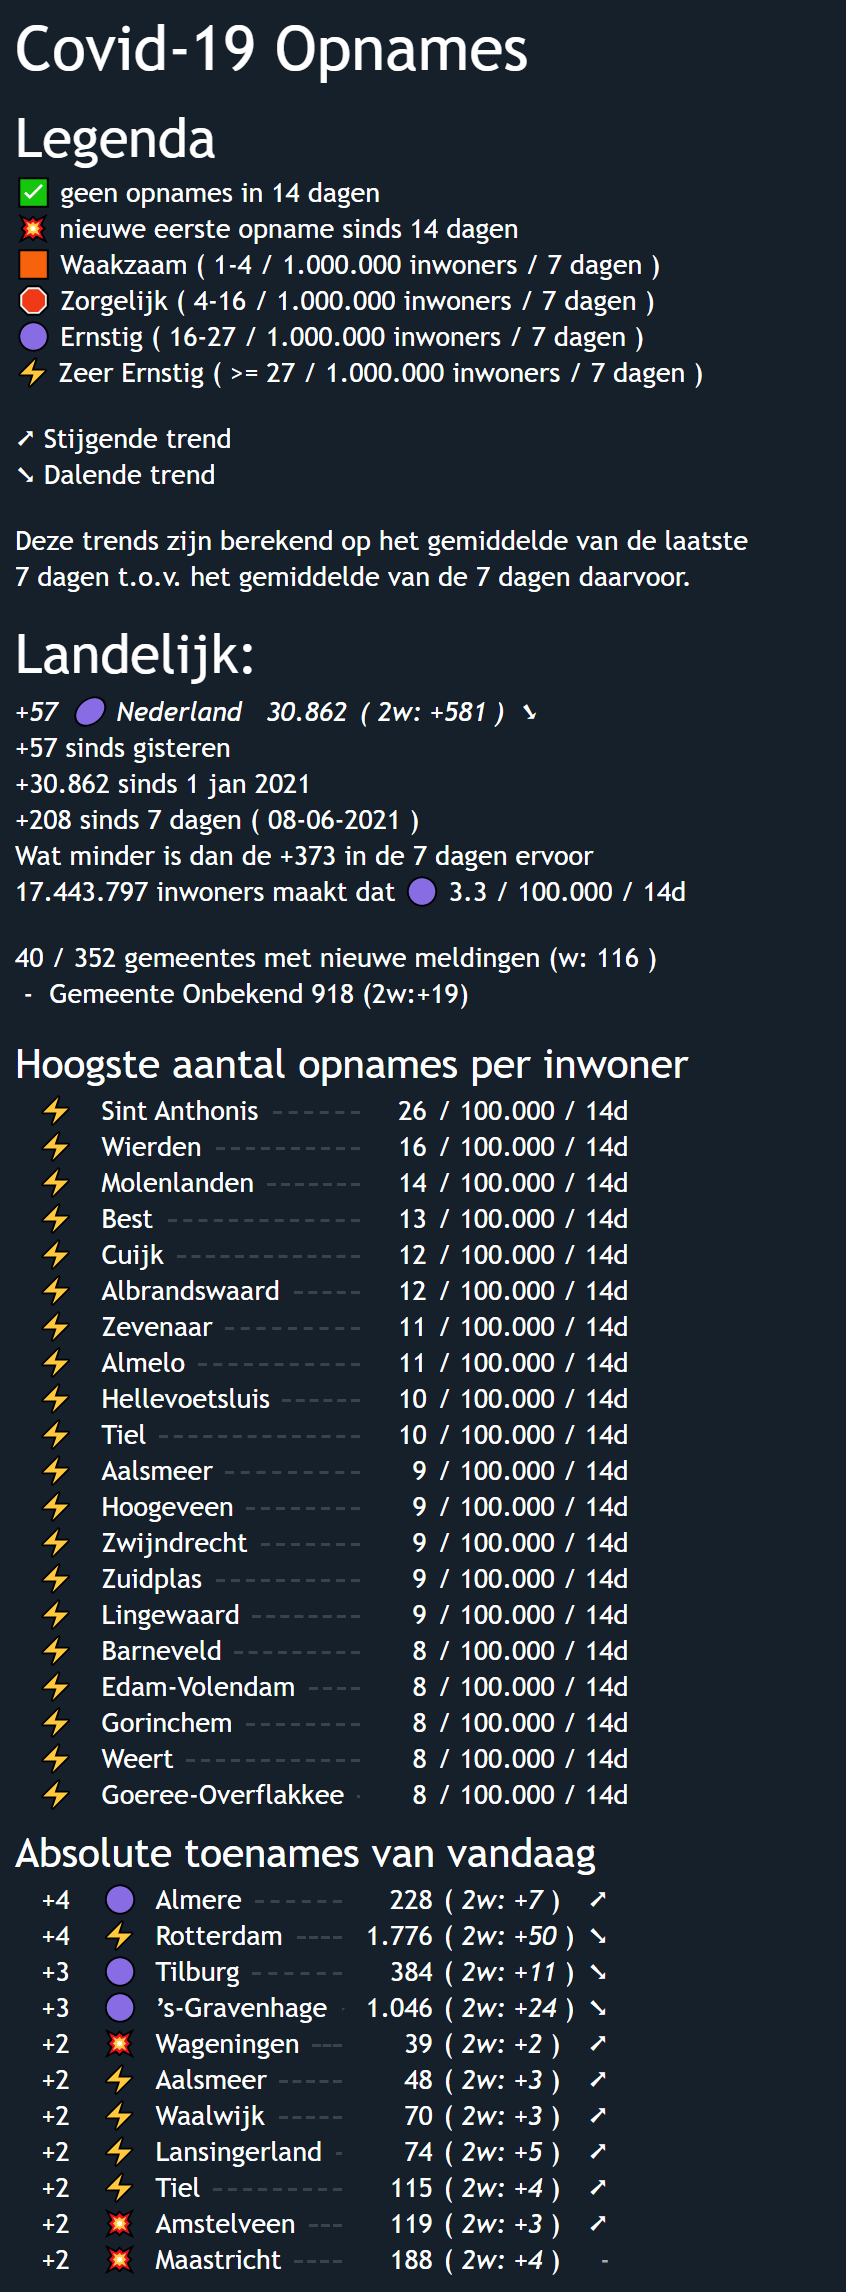 Covid-19 Opnames
Legenda
✅ geen opnames in 14 dagen
💥 nieuwe eerste opname sinds 14 dagen
🟧 Waakzaam ( 1-4 / 1.000.000 inwoners / 7 dagen )
🛑 Zorgelijk ( 4-16 / 1.000.000 inwoners / 7 dagen )
🟣 Ernstig ( 16-27 / 1.000.000 inwoners / 7 dagen )
⚡ Zeer Ernstig ( >= 27 / 1.000.000 inwoners / 7 dagen )
➚ Stijgende trend
➘ Dalende trend
Deze trends zijn berekend op het gemiddelde van de laatste
7 dagen t.o.v. het gemiddelde van de 7 dagen daarvoor.
Landelijk:
+57 🟣 Nederland 30.862 ( 2w: +581 ) ➘
+57 sinds gisteren
+30.862 sinds 1 jan 2021
+208 sinds 7 dagen ( 08-06-2021 )
Wat minder is dan de +373 in de 7 dagen ervoor
17.443.797 inwoners maakt dat 🟣 3.3 / 100.000 / 14d
40 / 352 gemeentes met nieuwe meldingen (w: 116 )
- Gemeente Onbekend 918 (2w:+19)
Hoogste aantal opnames per inwoner
⚡ Sint Anthonis ------ 26 / 100.000 / 14d
⚡ Wierden ---------- 16 / 100.000 / 14d
⚡ Molenlanden ------- 14 / 100.000 / 14d
⚡ Best ------------- 13 / 100.000 / 14d
⚡ Cuijk ------------- 12 / 100.000 / 14d
⚡ Albrandswaard ----- 12 / 100.000 / 14d
⚡ Zevenaar ---------- 11 / 100.000 / 14d
⚡ Almelo ----------- 11 / 100.000 / 14d
⚡ Hellevoetsluis ------ 10 / 100.000 / 14d
⚡ Tiel -------------- 10 / 100.000 / 14d
⚡ Aalsmeer ---------- 9 / 100.000 / 14d
⚡ Hoogeveen -------- 9 / 100.000 / 14d
⚡ Zwijndrecht ------- 9 / 100.000 / 14d
⚡ Zuidplas ---------- 9 / 100.000 / 14d
⚡ Lingewaard -------- 9 / 100.000 / 14d
⚡ Barneveld --------- 8 / 100.000 / 14d
⚡ Edam-Volendam ---- 8 / 100.000 / 14d
⚡ Gorinchem -------- 8 / 100.000 / 14d
⚡ Weert ------------ 8 / 100.000 / 14d
⚡ Goeree-Overflakkee - 8 / 100.000 / 14d
Absolute toenames van vandaag
+4 🟣 Almere ------ 228 ( 2w: +7 ) ➚
+4 ⚡ Rotterdam ---- 1.776 ( 2w: +50 ) ➘
+3 🟣 Tilburg ------- 384 ( 2w: +11 ) ➘
+3 🟣 ’s-Gravenhage - 1.046 ( 2w: +24 ) ➘
+2 💥 Wageningen --- 39 ( 2w: +2 ) ➚
+2 ⚡ Aalsmeer ----- 48 ( 2w: +3 ) ➚
+2 ⚡ Waalwijk ----- 70 ( 2w: +3 ) ➚
+2 ⚡ Lansingerland - 74 ( 2w: +5 ) ➚
+2 ⚡ Tiel --------- 115 ( 2w: +4 ) ➚
+2 💥 Amstelveen --- 119 ( 2w: +3 ) ➚
+2 💥 Maastricht ---- 188 ( 2w: +4 ) -